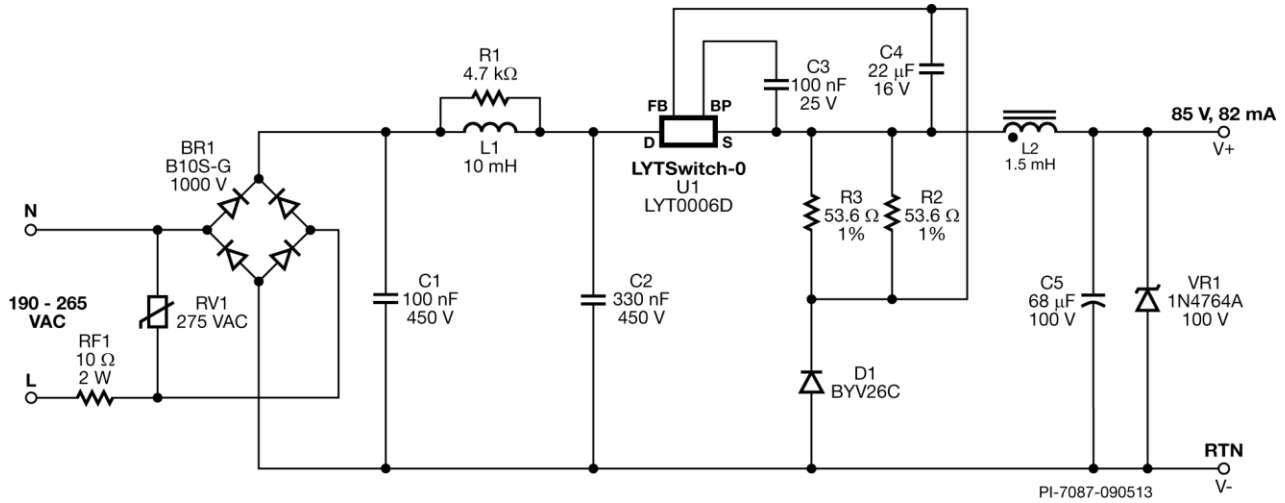 R1
4.7 kΩ
L1
10 mH
BR1
B10S-G
1000 V
N
190 - 265
VAC
L
RF1
10 Ω
2 W
RV1
275 VAC
C1
100 nF
450 V
C2
330 nF
450 V
FB
BP
D
S
LYTSwitch-0
U1
LYT0006D
C3
100 nF
25 V
C4
22 µF
16 V
R3
53.6 Ω
1%
R2
53.6 Ω
1%
D1
BYV26C
L2
1.5 mH
85 V, 82 mA
V+
C5
68 µF
100 V
VR1
1N4764A
100 V
RTN
V-
PI-7087-090513